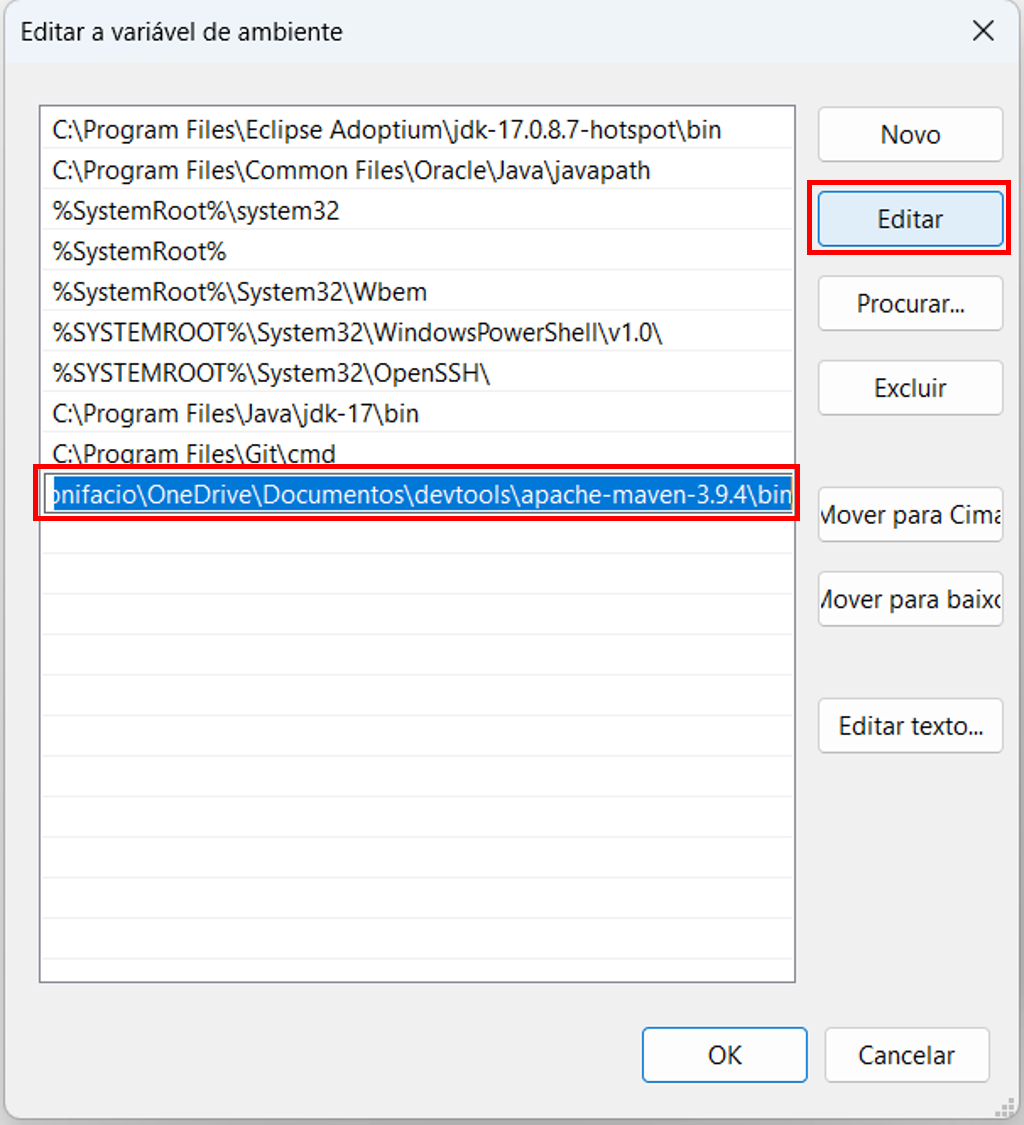 Editar a variável de ambiente
C:\Program Files\Eclipse Adoptium\jdk-17.0.8.7-hotspot\bin
C:\Program Files\Common Files\Oracle\Java\javapath
%SystemRoot%\system32
%SystemRoot%
%SystemRoot%\System32\Wbem
%SYSTEMROOT%\System32\WindowsPowerShell\v1.0\
%SYSTEMROOT%\System32\OpenSSH\
C:\Program Files\Java\jdk-17\bin
C:\Program Files\Git\cmd
onifacio\OneDrive\Documentos\devtools\apache-maven-3.9.4\bin
Novo
Editar
Procurar...
Excluir
Mover para Cima
Mover para baixo
Editar texto...
OK
Cancelar